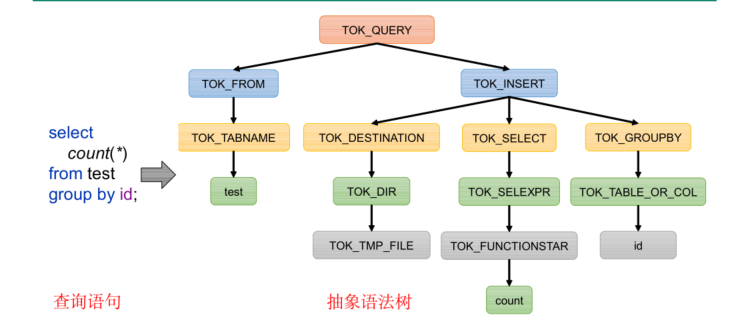 TOK_QUERY
TOK_FROM
TOK_INSERT
select
count(*)
from test
group by id;
TOK_TABNAME
TOK_DESTINATION
TOK_SELECT
TOK_GROUPBY
test
TOK_DIR
TOK_SELEXPR
TOK_TABLE_OR_COL
TOK_TMP_FILE
TOK_FUNCTIONSTAR
id
count
查询语句
抽象语法树